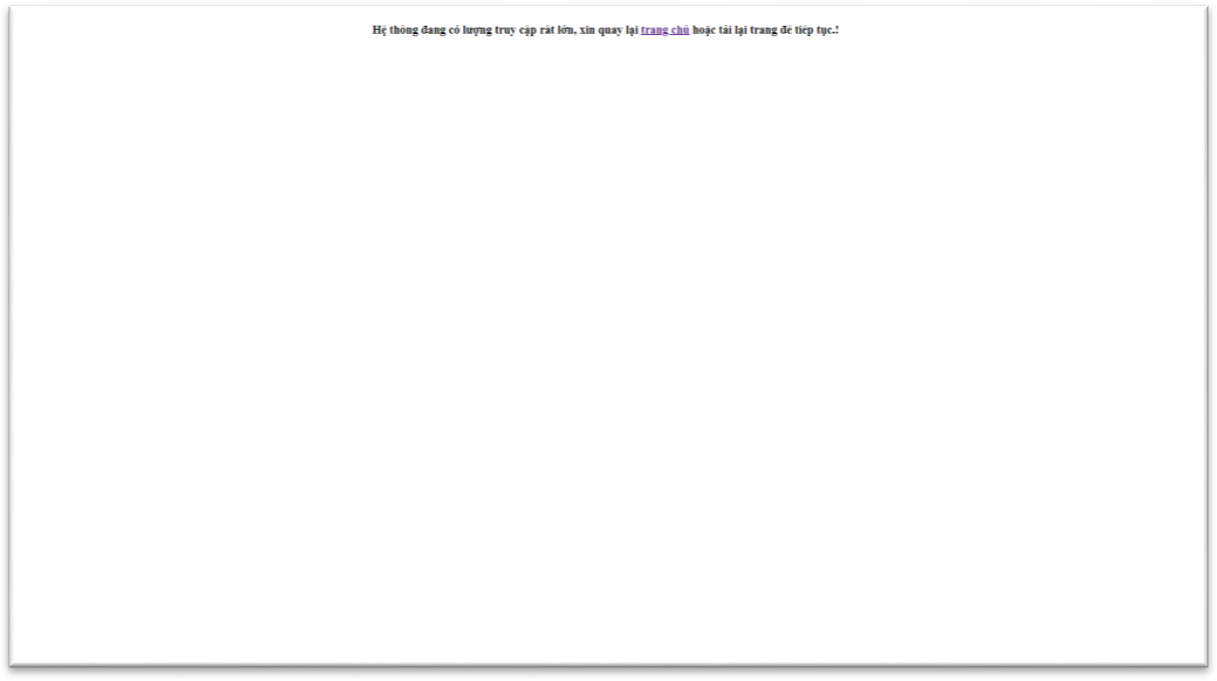 Hệ thống đang có lượng truy cập rất lớn, xin quay lại trang chủ hoặc tải lại trang để tiếp tục.!